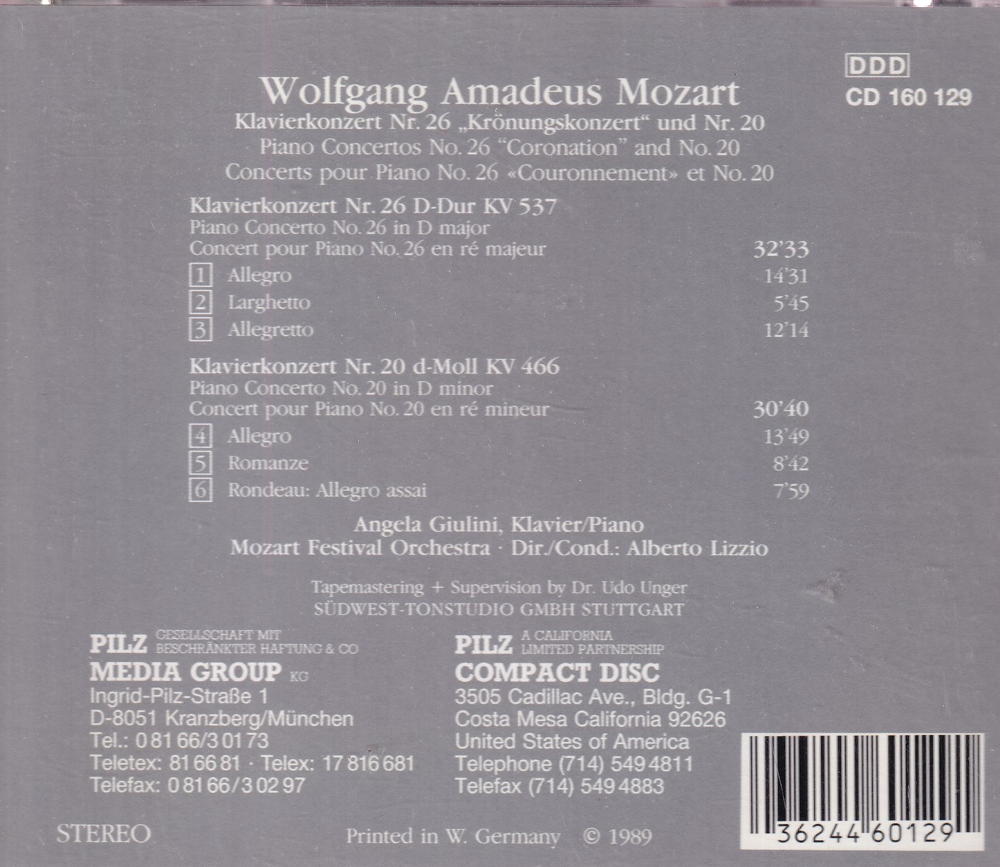 DDD
CD 160 129
Wolfgang Amadeus Mozart
Klavierkonzert Nr. 26 „Krönungskonzert“ und Nr. 20
Piano Concertos No. 26 “Coronation” and No. 20
Concerts pour Piano No. 26 «Couronnement» et No. 20
Klavierkonzert Nr. 26 D-Dur KV 537
Piano Concerto No. 26 in D major
Concert pour Piano No. 26 en ré majeur 32'33
1 Allegro 14'31
2 Larghetto 5'45
3 Allegretto 12'14
Klavierkonzert Nr. 20 d-Moll KV 466
Piano Concerto No. 20 in D minor
Concert pour Piano No. 20 en ré mineur 30'40
4 Allegro 13'49
5 Romanze 8'42
6 Rondeau: Allegro assai 7'59
Angela Giulini, Klavier/Piano
Mozart Festival Orchestra · Dir./Cond.: Alberto Lizzio
Tapemastering + Supervision by Dr. Udo Unger
SÜDWEST-TONSTUDIO GMBH STUTTGART
PILZ GESELLSCHAFT MIT
BESCHRÄNKTER HAFTUNG & CO
MEDIA GROUP KG
Ingrid-Pilz-Straße 1
D-8051 Kranzberg/München
Tel.: 0 81 66/3 01 73
Teletex: 81 66 81 · Telex: 17 816 681
Telefax: 0 81 66/3 02 97
PILZ A CALIFORNIA
LIMITED PARTNERSHIP
COMPACT DISC
3505 Cadillac Ave., Bldg. G-1
Costa Mesa California 92626
United States of America
Telephone (714) 549 4811
Telefax (714) 549 4883
36244 60129
STEREO
Printed in W. Germany © 1989